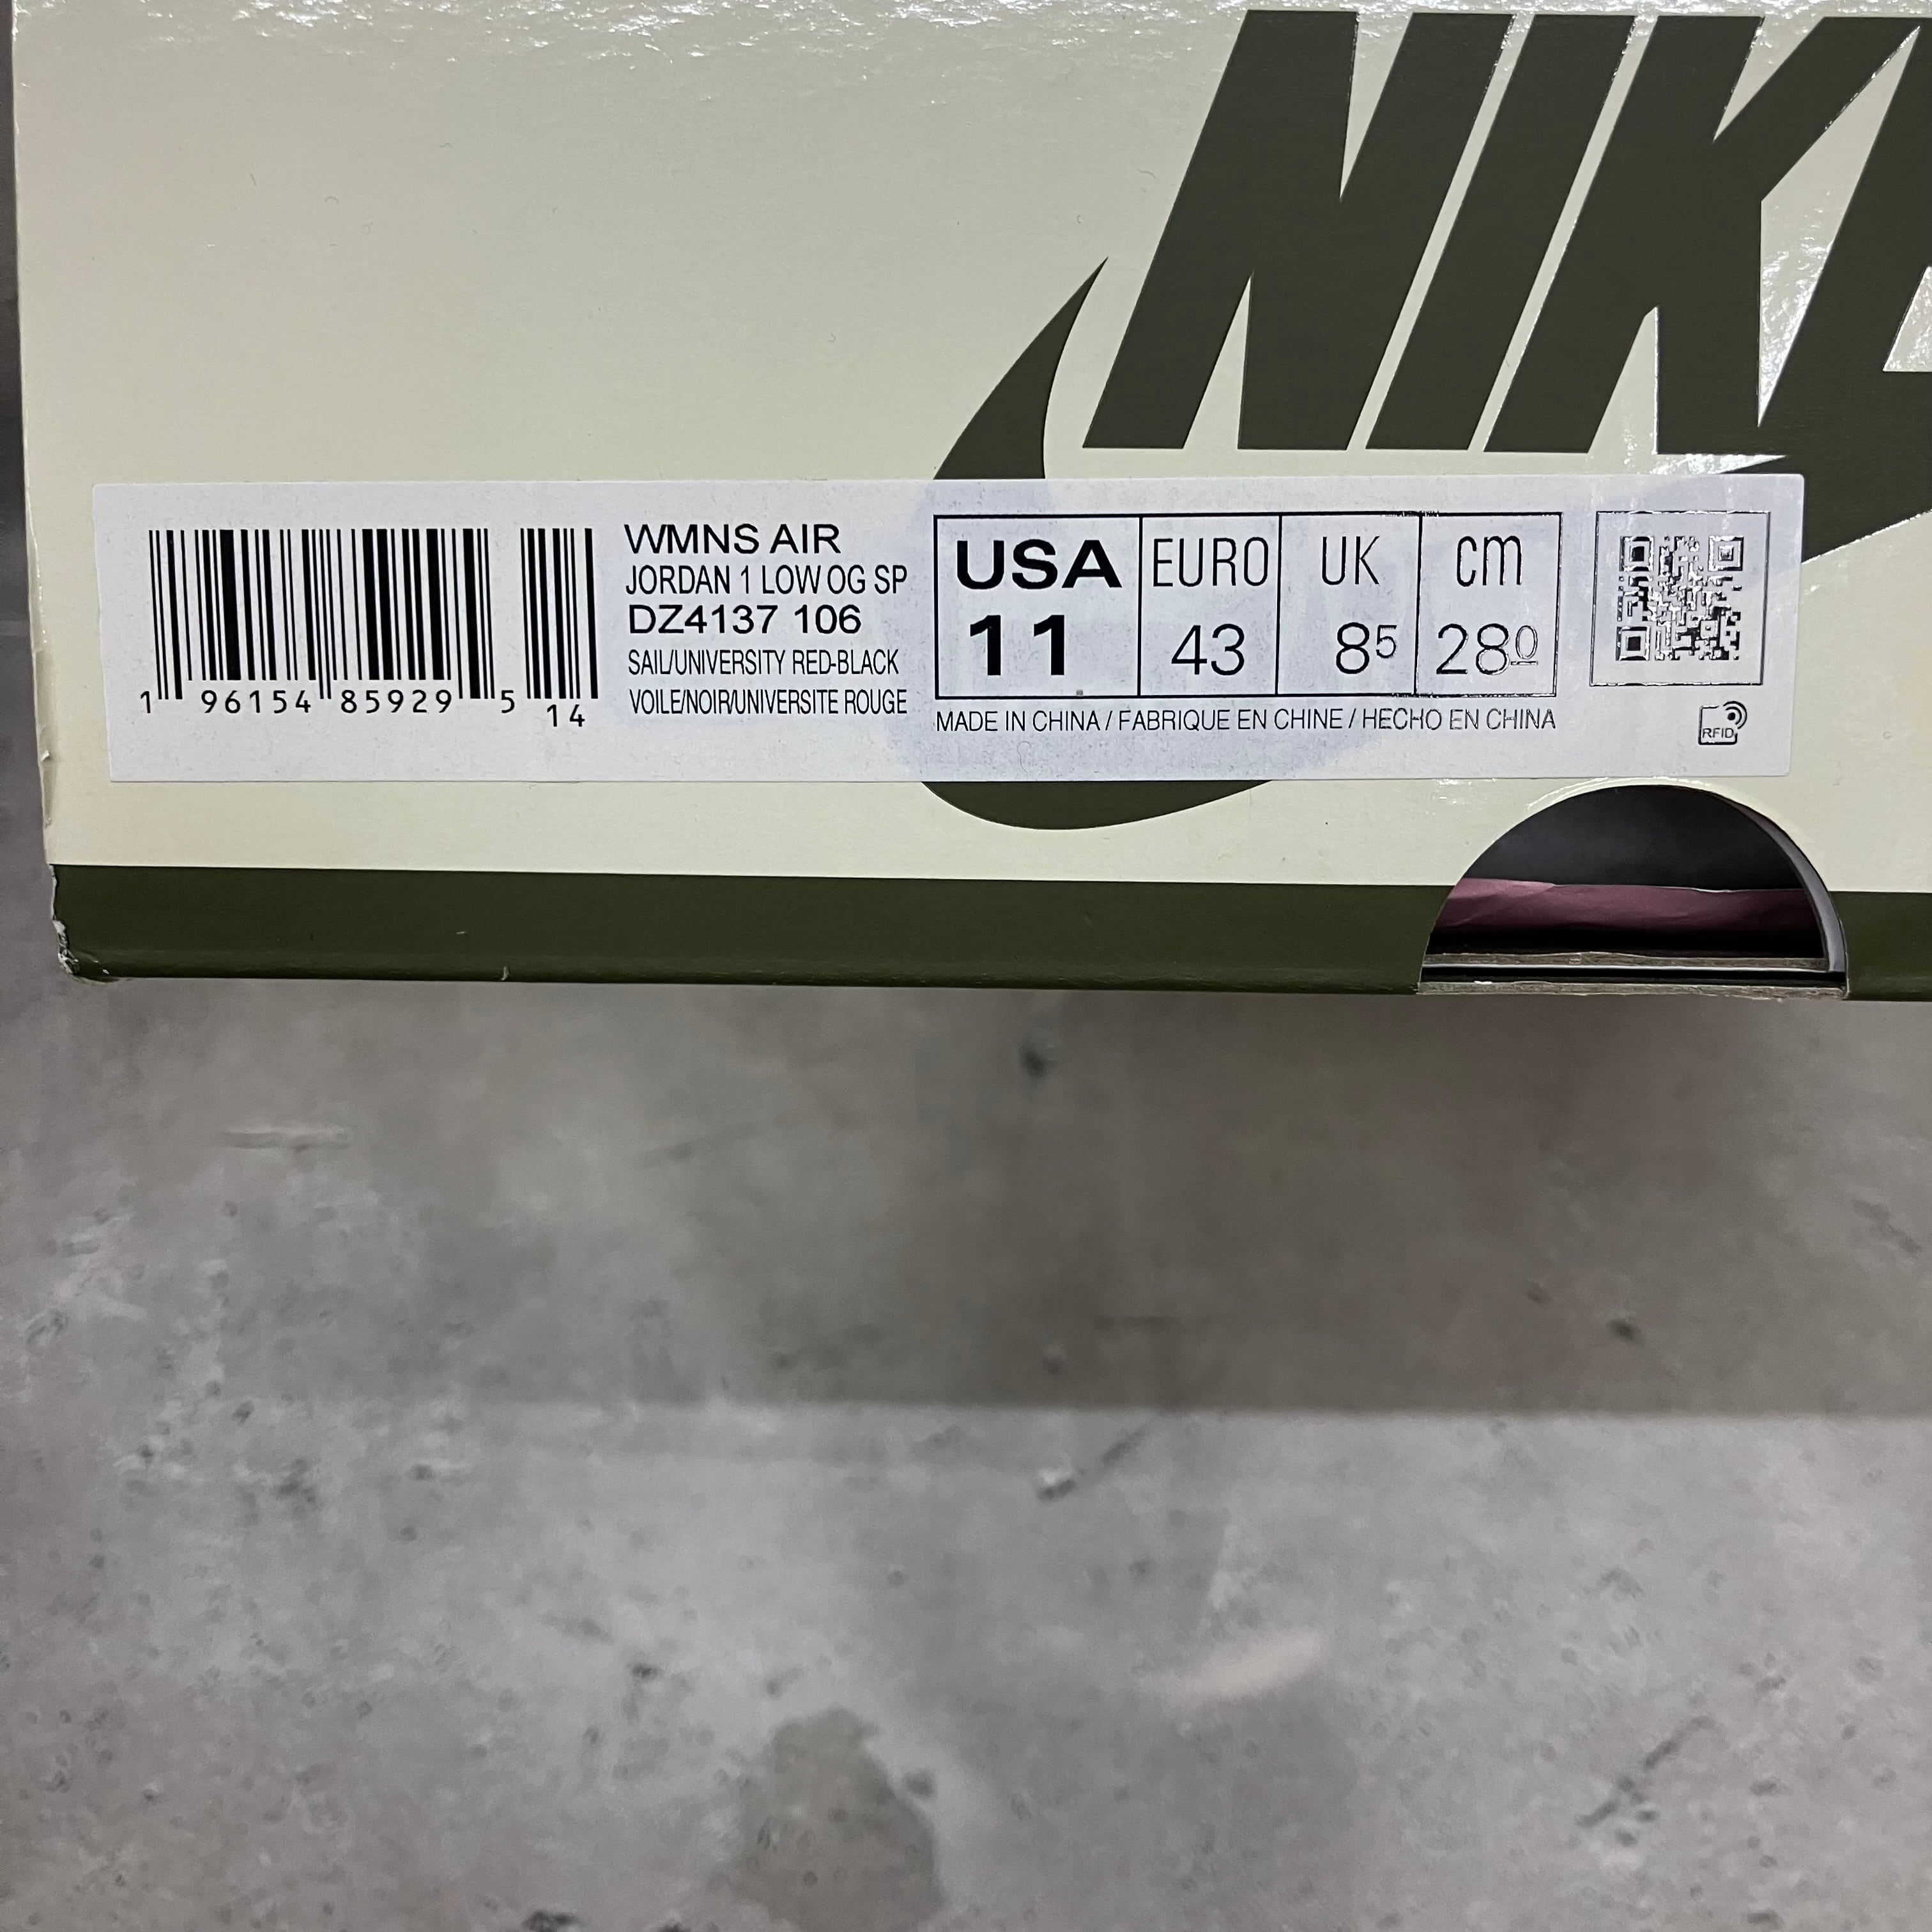 NIKE
WMNS AIR
JORDAN 1 LOW OG SP
DZ4137 106
SAIL/UNIVERSITY RED-BLACK
VOILE/NOIR/UNIVERSITE ROUGE
1 96154 85929 5 14
USA EURO UK cm
11 43 85 280
MADE IN CHINA / FABRIQUE EN CHINE / HECHO EN CHINA
RFID